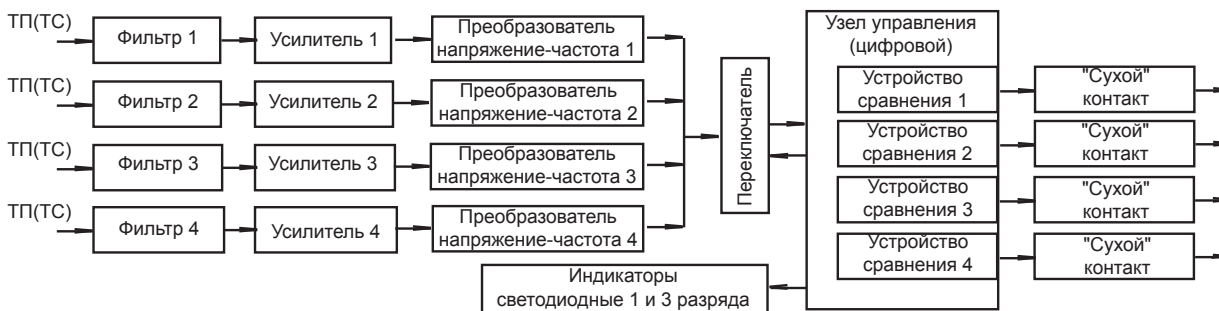 ТП(ТС)
Фильтр 1
Усилитель 1
Преобразователь
напряжение-частота 1
ТП(ТС)
Фильтр 2
Усилитель 2
Преобразователь
напряжение-частота 2
ТП(ТС)
Фильтр 3
Усилитель 3
Преобразователь
напряжение-частота 3
ТП(ТС)
Фильтр 4
Усилитель 4
Преобразователь
напряжение-частота 4
Переключатель
Узел управления
(цифровой)
Устройство
сравнения 1
"Сухой"
контакт
Устройство
сравнения 2
"Сухой"
контакт
Устройство
сравнения 3
"Сухой"
контакт
Устройство
сравнения 4
"Сухой"
контакт
Индикаторы
светодиодные 1 и 3 разряда